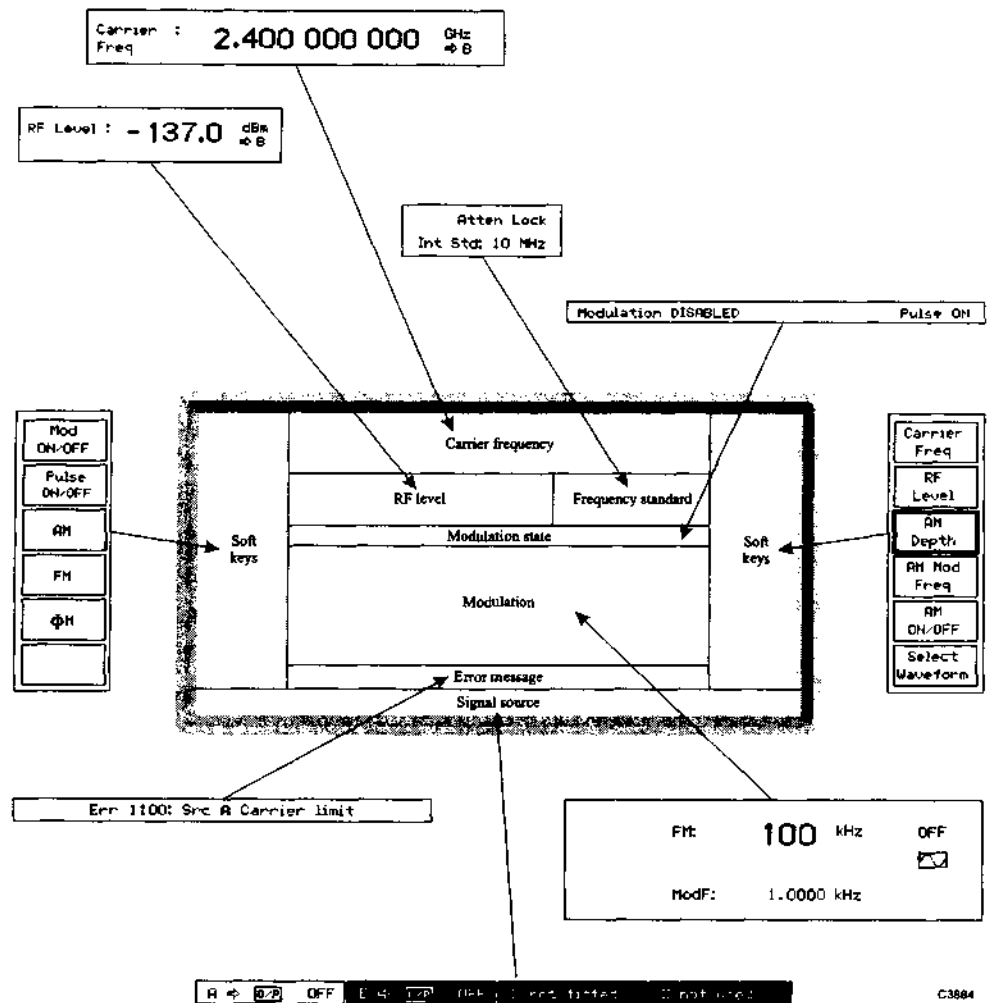 Carrier : 2.400 000 000 GHz
Freq ⇨ B
RF Level : -137.0 dBm
⇨ B
Atten Lock
Int Std: 10 MHz
Modulation DISABLED Pulse ON
Mod
ON/OFF
Pulse
ON/OFF
AM
FM
ΦM
Soft
keys
Carrier frequency
RF level
Frequency standard
Modulation state
Modulation
Error message
Signal source
Soft
keys
Carrier
Freq
RF
Level
AM
Depth
AM Mod
Freq
AM
ON/OFF
Select
Waveform
Err 1100: Src A Carrier limit
FM: 100 kHz OFF
ModF: 1.0000 kHz
A ⇨ O/P OFF B ⇨ O/P OFF C not fitted D not used
C3884